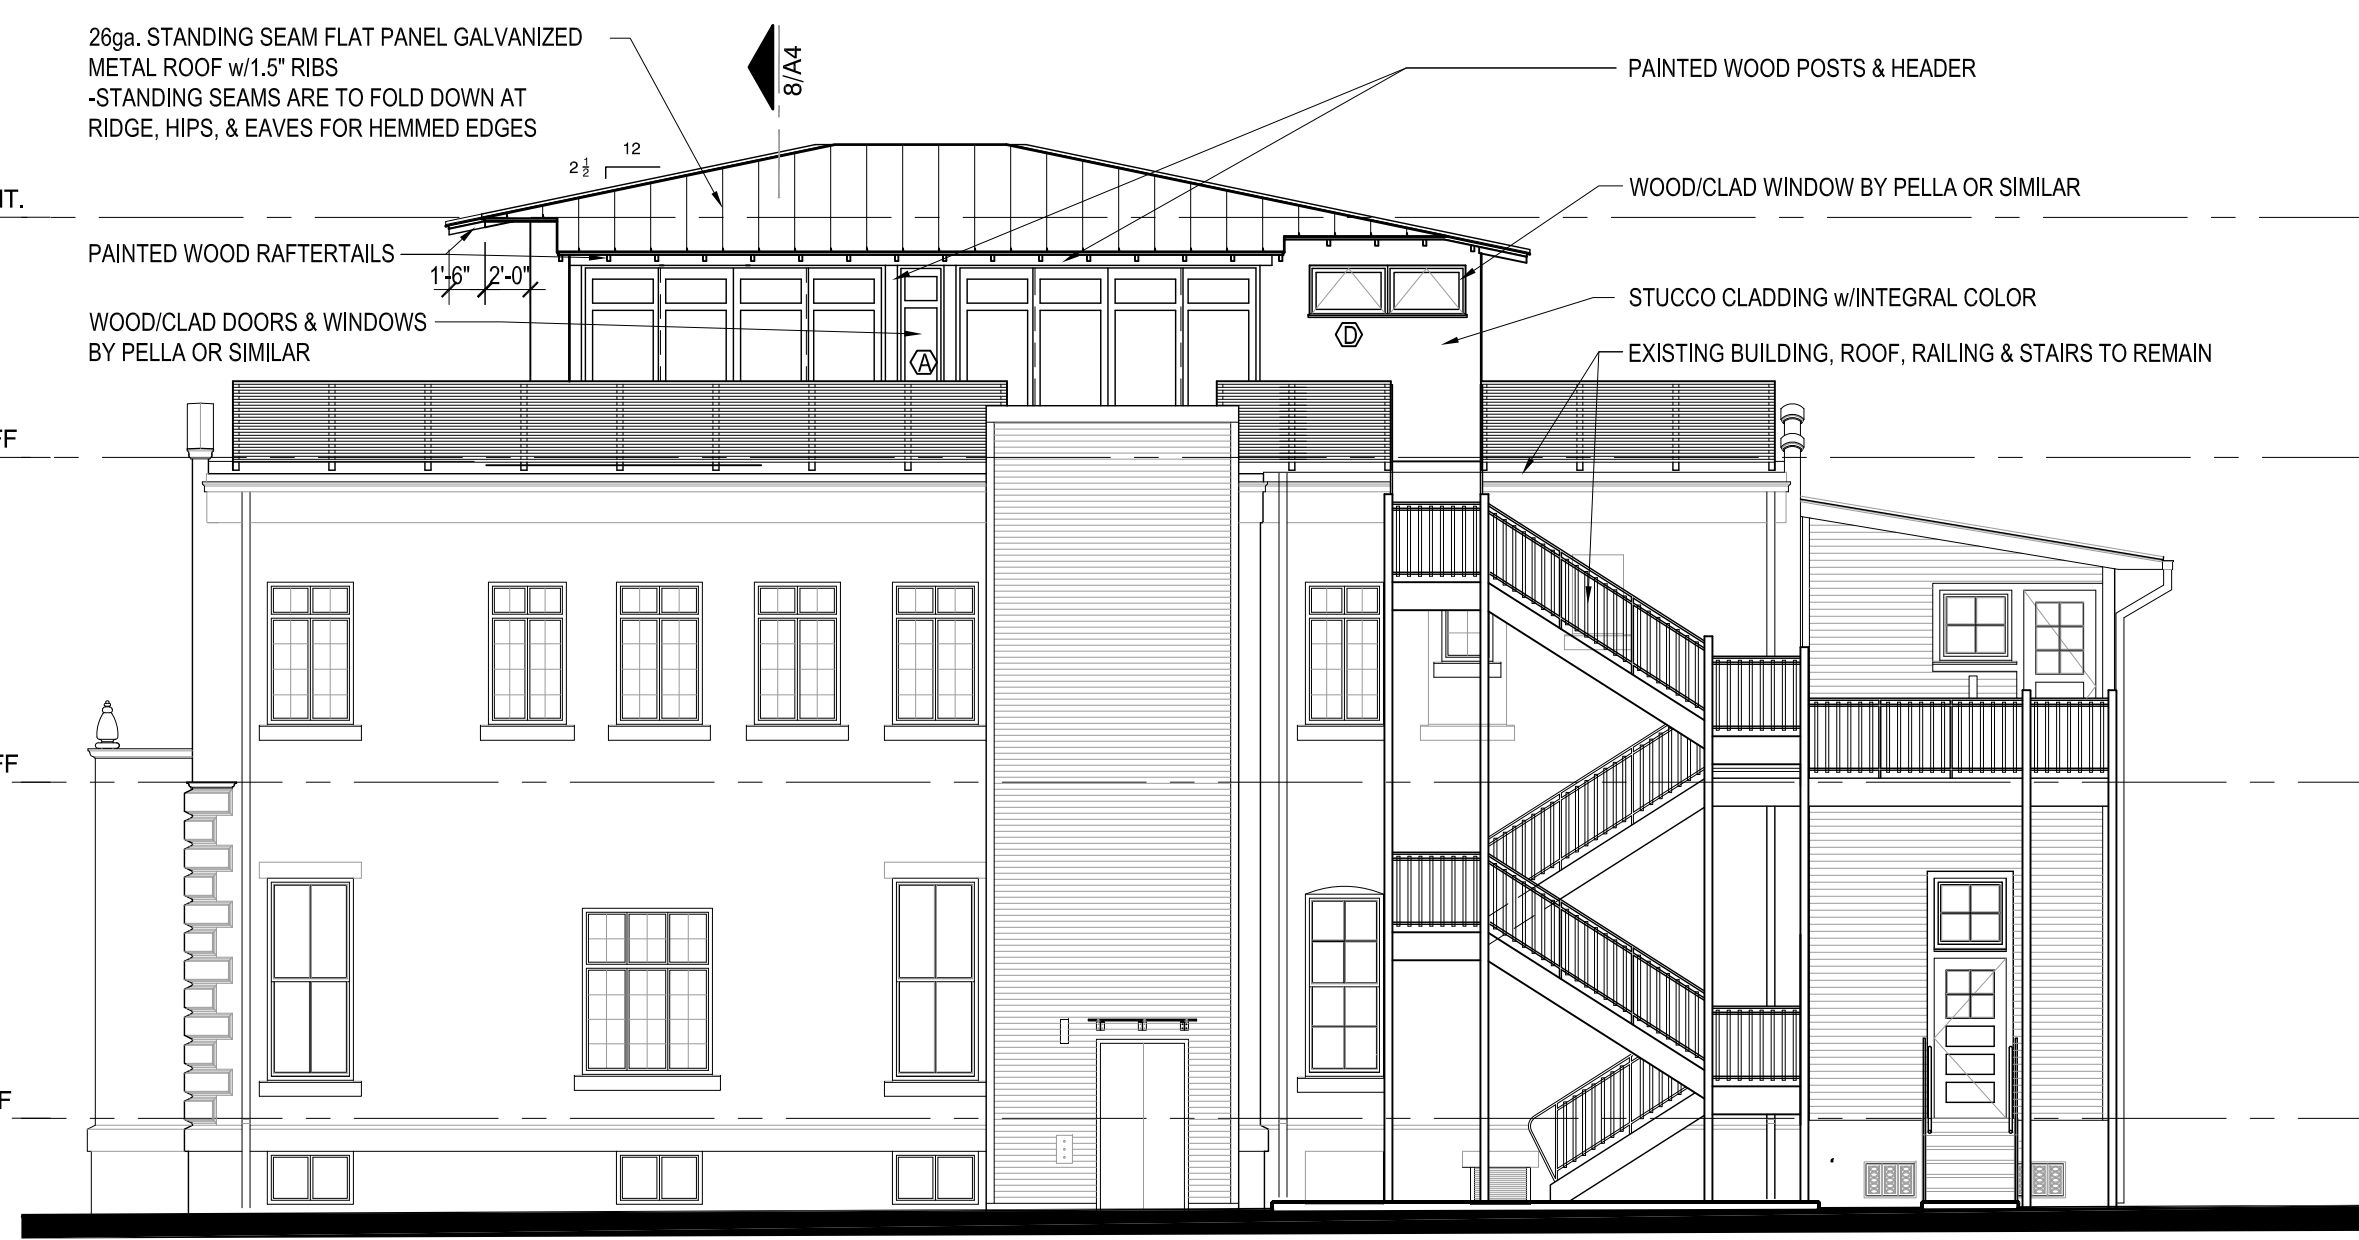 26ga. STANDING SEAM FLAT PANEL GALVANIZED
METAL ROOF w/1.5" RIBS
-STANDING SEAMS ARE TO FOLD DOWN AT
RIDGE, HIPS, & EAVES FOR HEMMED EDGES
8/A4
PAINTED WOOD POSTS & HEADER
12
2 1/2
WOOD/CLAD WINDOW BY PELLA OR SIMILAR
PAINTED WOOD RAFTERTAILS
1'-6" 2'-0"
STUCCO CLADDING w/INTEGRAL COLOR
WOOD/CLAD DOORS & WINDOWS
BY PELLA OR SIMILAR
D
A
EXISTING BUILDING, ROOF, RAILING & STAIRS TO REMAIN